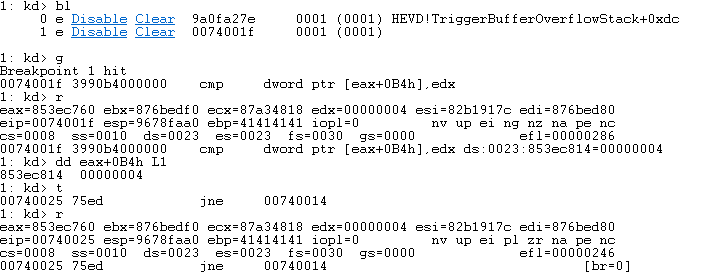 1: kd> bl
0 e Disable Clear 9a0fa27e 0001 (0001) HEVD!TriggerBufferOverflowStack+0xdc
1 e Disable Clear 0074001f 0001 (0001)
1: kd> g
Breakpoint 1 hit
0074001f 3990b4000000 cmp dword ptr [eax+0B4h],edx
1: kd> r
eax=853ec760 ebx=876bedf0 ecx=87a34818 edx=00000004 esi=82b1917c edi=876bed80
eip=0074001f esp=9678faa0 ebp=41414141 iopl=0 nv up ei ng nz na pe nc
cs=0008 ss=0010 ds=0023 es=0023 fs=0030 gs=0000 efl=00000286
0074001f 3990b4000000 cmp dword ptr [eax+0B4h],edx ds:0023:853ec814=00000004
1: kd> dd eax+0B4h L1
853ec814 00000004
1: kd> t
00740025 75ed jne 00740014
1: kd> r
eax=853ec760 ebx=876bedf0 ecx=87a34818 edx=00000004 esi=82b1917c edi=876bed80
eip=00740025 esp=9678faa0 ebp=41414141 iopl=0 nv up ei pl zr na pe nc
cs=0008 ss=0010 ds=0023 es=0023 fs=0030 gs=0000 efl=00000246
00740025 75ed jne 00740014 [br=0]